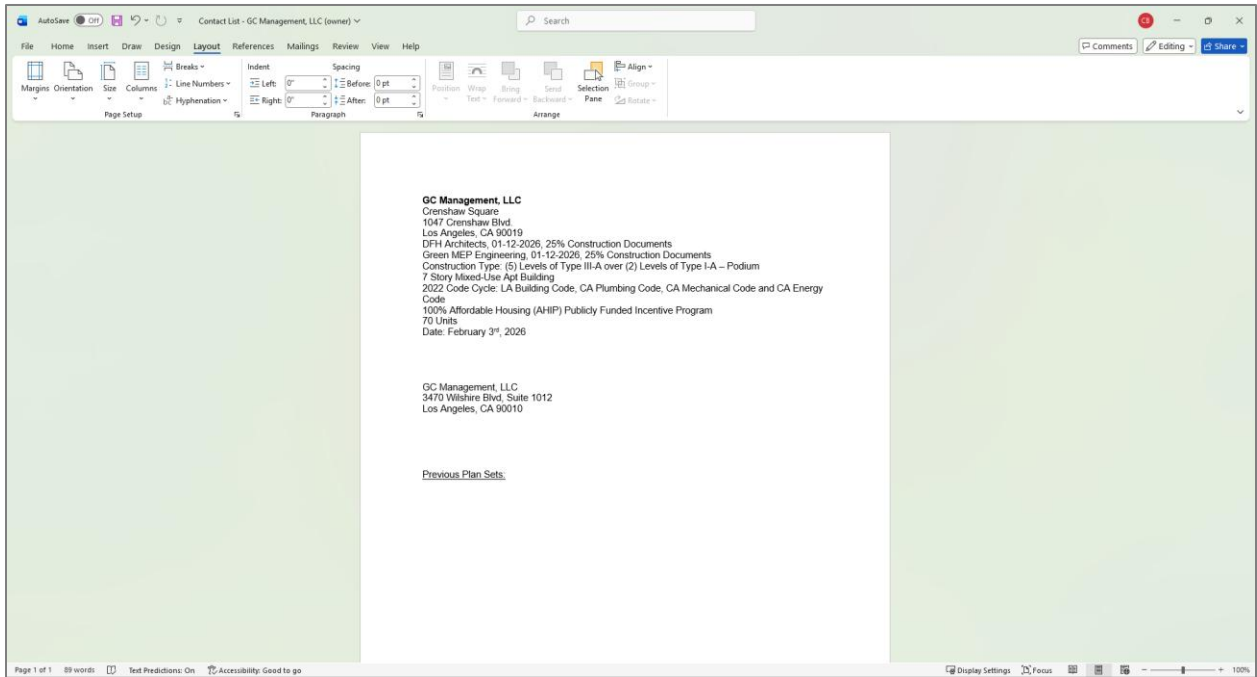 AutoSave Off Contact List - GC Management, LLC (owner) Search CB
File Home Insert Draw Design Layout References Mailings Review View Help Comments Editing Share
Margins Orientation Size Columns Breaks Line Numbers Hyphenation
Page Setup
Indent Spacing
Left: 0" Before: 0 pt
Right: 0" After: 0 pt
Paragraph
Position Wrap Text Bring Forward Send Backward Selection Pane Align Group Rotate
Arrange
GC Management, LLC
Crenshaw Square
1047 Crenshaw Blvd.
Los Angeles, CA 90019
DFH Architects, 01-12-2026, 25% Construction Documents
Green MEP Engineering, 01-12-2026, 25% Construction Documents
Construction Type: (5) Levels of Type III-A over (2) Levels of Type I-A – Podium
7 Story Mixed-Use Apt Building
2022 Code Cycle: LA Building Code, CA Plumbing Code, CA Mechanical Code and CA Energy
Code
100% Affordable Housing (AHIP) Publicly Funded Incentive Program
70 Units
Date: February 3rd, 2026
GC Management, LLC
3470 Wilshire Blvd, Suite 1012
Los Angeles, CA 90010
Previous Plan Sets:
Page 1 of 1 89 words Text Predictions: On Accessibility: Good to go Display Settings Focus 100%